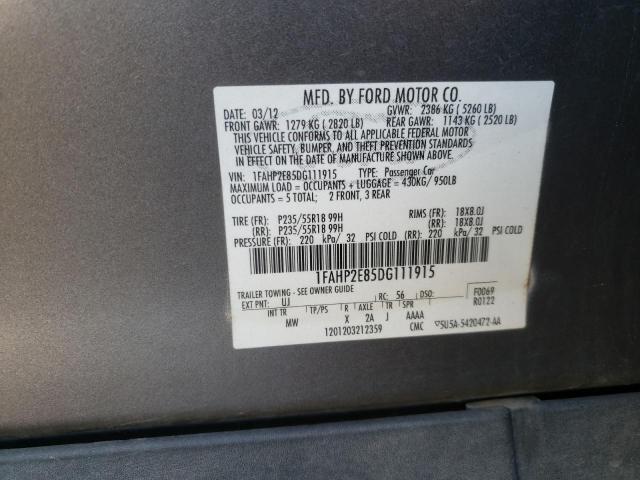 MFD. BY FORD MOTOR CO.
DATE: 03/12 GVWR: 2386 KG ( 5260 LB)
FRONT GAWR: 1279 KG ( 2820 LB) REAR GAWR: 1143 KG ( 2520 LB)
THIS VEHICLE CONFORMS TO ALL APPLICABLE FEDERAL MOTOR
VEHICLE SAFETY, BUMPER, AND THEFT PREVENTION STANDARDS
IN EFFECT ON THE DATE OF MANUFACTURE SHOWN ABOVE.
VIN: 1FAHP2E85DG111915 TYPE: Passenger Car
MAXIMUM LOAD = OCCUPANTS + LUGGAGE = 430KG/ 950LB
OCCUPANTS = 5 TOTAL; 2 FRONT, 3 REAR
TIRE (FR): P235/55R18 99H RIMS (FR): 18X8.0J
(RR): P235/55R18 99H (RR): 18X8.0J
PRESSURE (FR): 220 kPa/ 32 PSI COLD (RR): 220 kPa/ 32 PSI COLD
1FAHP2E85DG111915
TRAILER TOWING - SEE OWNER GUIDE
EXT PNT: UJ RC: 56 DSO: F0069
INT TR TP/PS R AXLE TR SPR R0122
MW X 2A J AAAA
1201203212359 CMC ▽5U5A-5420472-AA